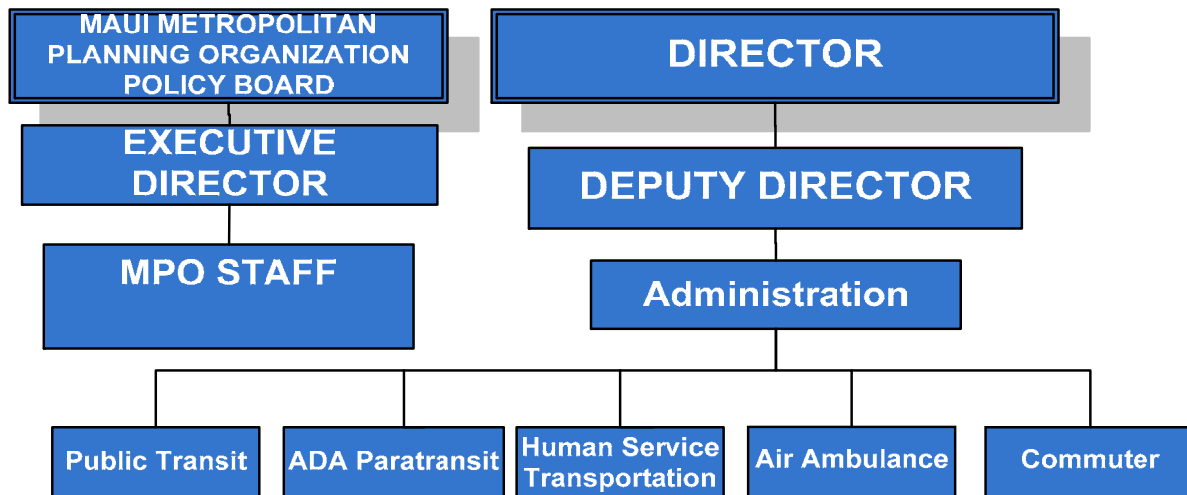 MAUI METROPOLITAN
PLANNING ORGANIZATION
POLICY BOARD
DIRECTOR
EXECUTIVE
DIRECTOR
DEPUTY DIRECTOR
MPO STAFF
Administration
Public Transit
ADA Paratransit
Human Service
Transportation
Air Ambulance
Commuter